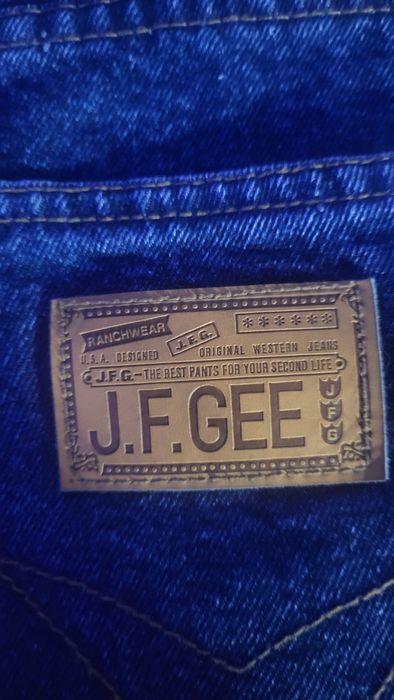 RANCHWEAR J.F.G. ✲✲✲✲✲✲
U.S.A. DESIGNED ORIGINAL WESTERN JEANS
J.F.G.-THE BEST PANTS FOR YOUR SECOND LIFE
J.F.GEE
J
F
G